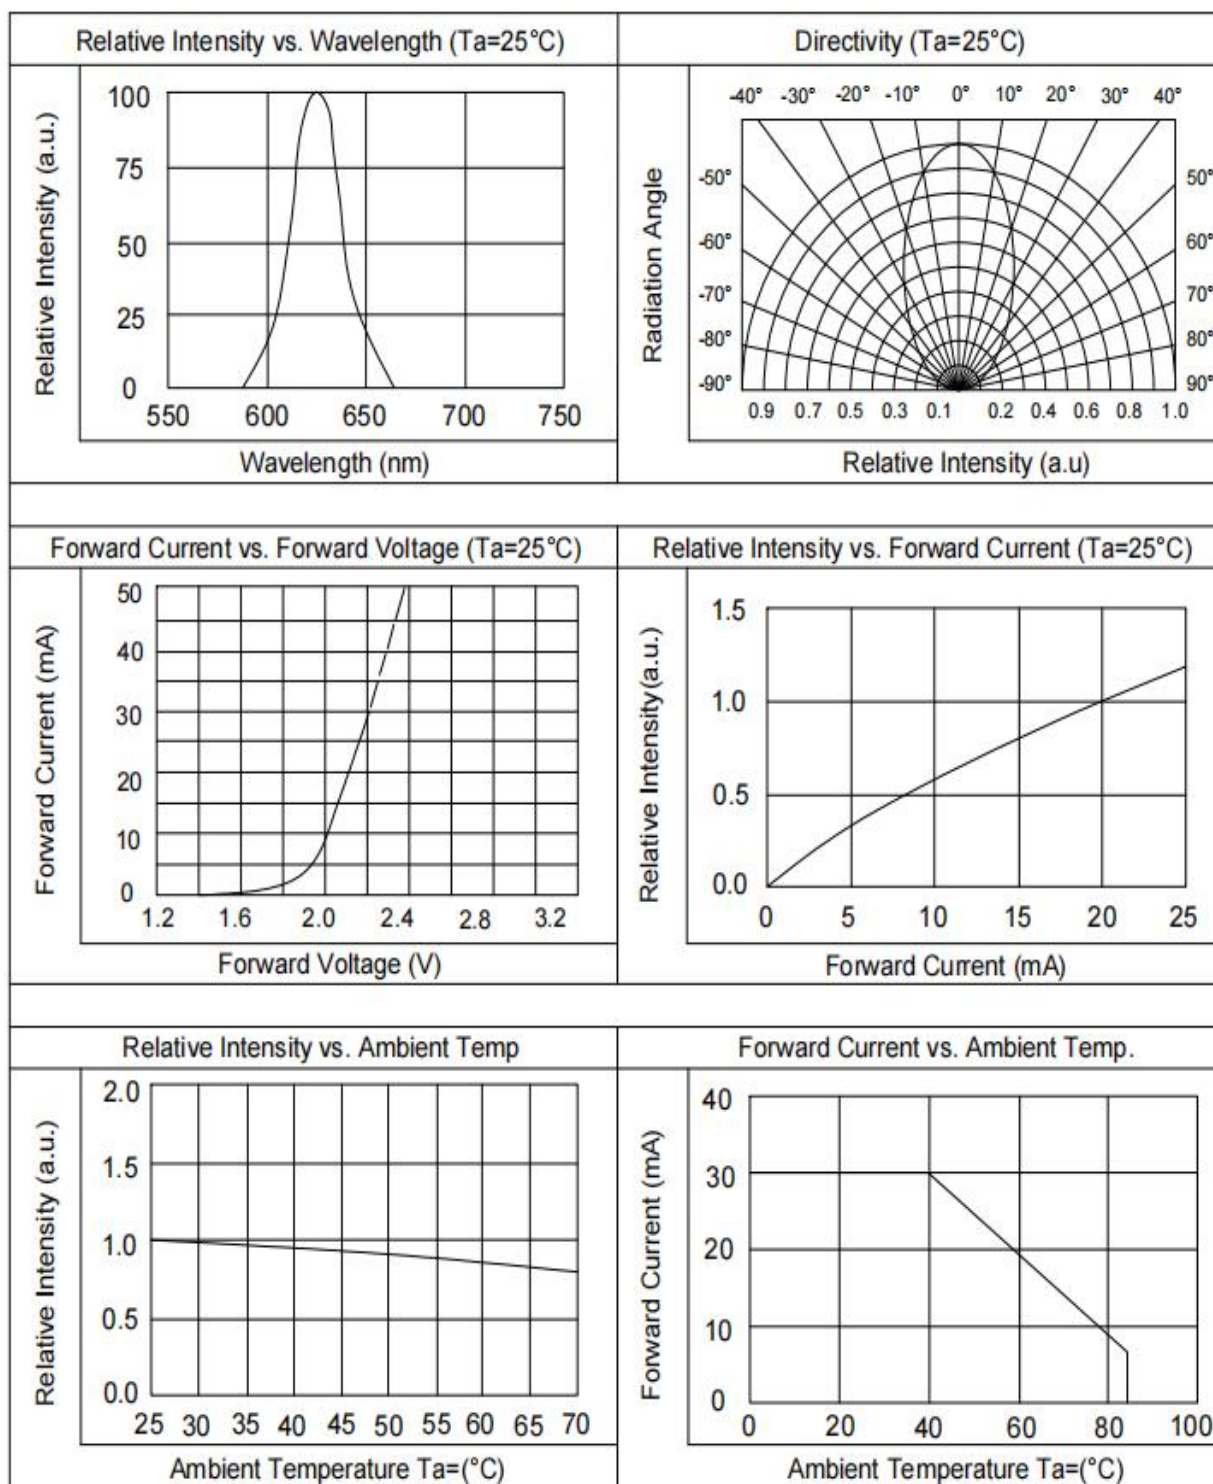 Relative Intensity vs. Wavelength (Ta=25°C)
Relative Intensity (a.u.)
100
75
50
25
0
550 600 650 700 750
Wavelength (nm)
Directivity (Ta=25°C)
Radiation Angle
-40° -30° -20° -10° 0° 10° 20° 30° 40°
-50° 50°
-60° 60°
-70° 70°
-80° 80°
-90° 90°
0.9 0.7 0.5 0.3 0.1 0.2 0.4 0.6 0.8 1.0
Relative Intensity (a.u)
Forward Current vs. Forward Voltage (Ta=25°C)
Forward Current (mA)
50
40
30
20
10
0
1.2 1.6 2.0 2.4 2.8 3.2
Forward Voltage (V)
Relative Intensity vs. Forward Current (Ta=25°C)
Relative Intensity(a.u.)
1.5
1.0
0.5
0.0
0 5 10 15 20 25
Forward Current (mA)
Relative Intensity vs. Ambient Temp
Relative Intensity (a.u.)
2.0
1.5
1.0
0.5
0.0
25 30 35 40 45 50 55 60 65 70
Ambient Temperature Ta=(°C)
Forward Current vs. Ambient Temp.
Forward Current (mA)
40
30
20
10
0
0 20 40 60 80 100
Ambient Temperature Ta=(°C)